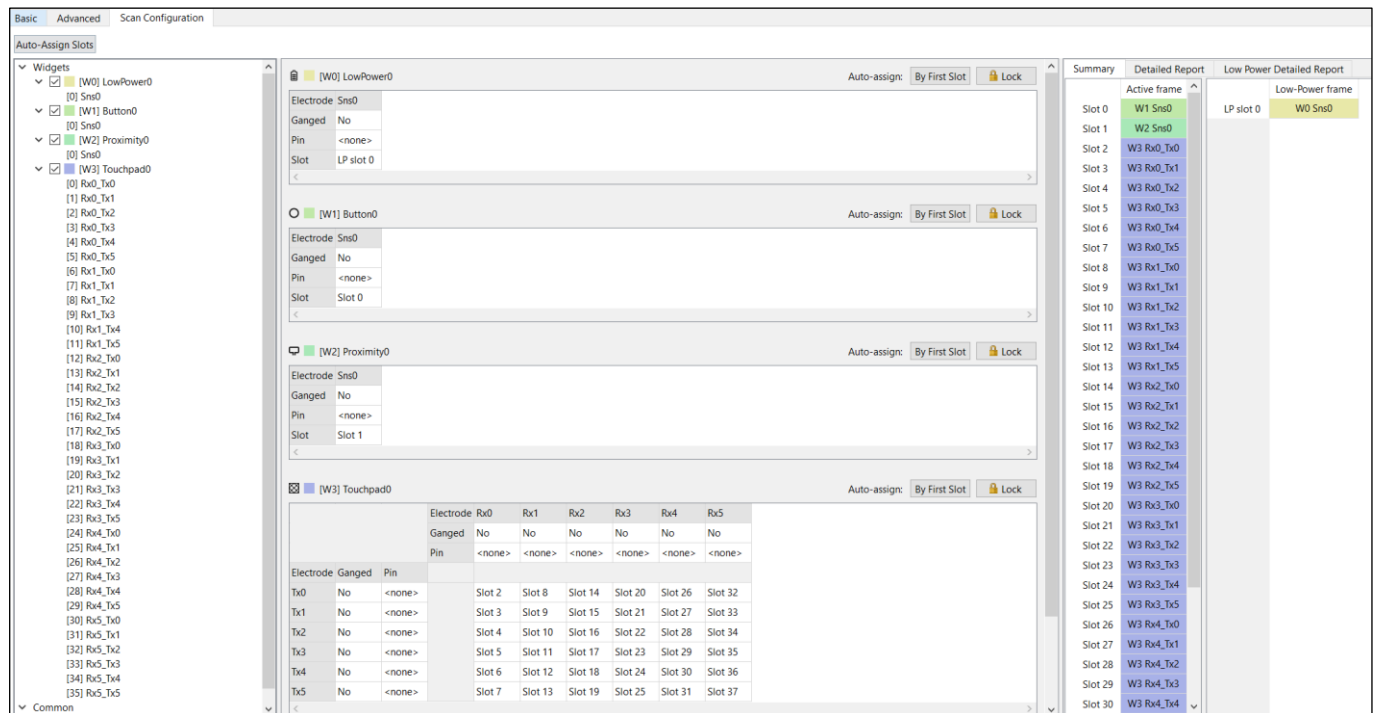 Basic Advanced Scan Configuration
Auto-Assign Slots
Widgets
[W0] LowPower0
[0] Sns0
[W1] Button0
[0] Sns0
[W2] Proximity0
[0] Sns0
[W3] Touchpad0
[0] Rx0_Tx0
[1] Rx0_Tx1
[2] Rx0_Tx2
[3] Rx0_Tx3
[4] Rx0_Tx4
[5] Rx0_Tx5
[6] Rx1_Tx0
[7] Rx1_Tx1
[8] Rx1_Tx2
[9] Rx1_Tx3
[10] Rx1_Tx4
[11] Rx1_Tx5
[12] Rx2_Tx0
[13] Rx2_Tx1
[14] Rx2_Tx2
[15] Rx2_Tx3
[16] Rx2_Tx4
[17] Rx2_Tx5
[18] Rx3_Tx0
[19] Rx3_Tx1
[20] Rx3_Tx2
[21] Rx3_Tx3
[22] Rx3_Tx4
[23] Rx3_Tx5
[24] Rx4_Tx0
[25] Rx4_Tx1
[26] Rx4_Tx2
[27] Rx4_Tx3
[28] Rx4_Tx4
[29] Rx4_Tx5
[30] Rx5_Tx0
[31] Rx5_Tx1
[32] Rx5_Tx2
[33] Rx5_Tx3
[34] Rx5_Tx4
[35] Rx5_Tx5
Common
[W0] LowPower0 Auto-assign: By First Slot Lock
Electrode Sns0
Ganged No
Pin <none>
Slot LP slot 0
[W1] Button0 Auto-assign: By First Slot Lock
Electrode Sns0
Ganged No
Pin <none>
Slot Slot 0
[W2] Proximity0 Auto-assign: By First Slot Lock
Electrode Sns0
Ganged No
Pin <none>
Slot Slot 1
[W3] Touchpad0 Auto-assign: By First Slot Lock
Electrode Rx0 Rx1 Rx2 Rx3 Rx4 Rx5
Ganged No No No No No No
Pin <none> <none> <none> <none> <none> <none>
Electrode Ganged Pin
Tx0 No <none> Slot 2 Slot 8 Slot 14 Slot 20 Slot 26 Slot 32
Tx1 No <none> Slot 3 Slot 9 Slot 15 Slot 21 Slot 27 Slot 33
Tx2 No <none> Slot 4 Slot 10 Slot 16 Slot 22 Slot 28 Slot 34
Tx3 No <none> Slot 5 Slot 11 Slot 17 Slot 23 Slot 29 Slot 35
Tx4 No <none> Slot 6 Slot 12 Slot 18 Slot 24 Slot 30 Slot 36
Tx5 No <none> Slot 7 Slot 13 Slot 19 Slot 25 Slot 31 Slot 37
Summary Detailed Report Low Power Detailed Report
Active frame
Slot 0 W1 Sns0
Slot 1 W2 Sns0
Slot 2 W3 Rx0_Tx0
Slot 3 W3 Rx0_Tx1
Slot 4 W3 Rx0_Tx2
Slot 5 W3 Rx0_Tx3
Slot 6 W3 Rx0_Tx4
Slot 7 W3 Rx0_Tx5
Slot 8 W3 Rx1_Tx0
Slot 9 W3 Rx1_Tx1
Slot 10 W3 Rx1_Tx2
Slot 11 W3 Rx1_Tx3
Slot 12 W3 Rx1_Tx4
Slot 13 W3 Rx1_Tx5
Slot 14 W3 Rx2_Tx0
Slot 15 W3 Rx2_Tx1
Slot 16 W3 Rx2_Tx2
Slot 17 W3 Rx2_Tx3
Slot 18 W3 Rx2_Tx4
Slot 19 W3 Rx2_Tx5
Slot 20 W3 Rx3_Tx0
Slot 21 W3 Rx3_Tx1
Slot 22 W3 Rx3_Tx2
Slot 23 W3 Rx3_Tx3
Slot 24 W3 Rx3_Tx4
Slot 25 W3 Rx3_Tx5
Slot 26 W3 Rx4_Tx0
Slot 27 W3 Rx4_Tx1
Slot 28 W3 Rx4_Tx2
Slot 29 W3 Rx4_Tx3
Slot 30 W3 Rx4_Tx4
Low-Power frame
LP slot 0 W0 Sns0